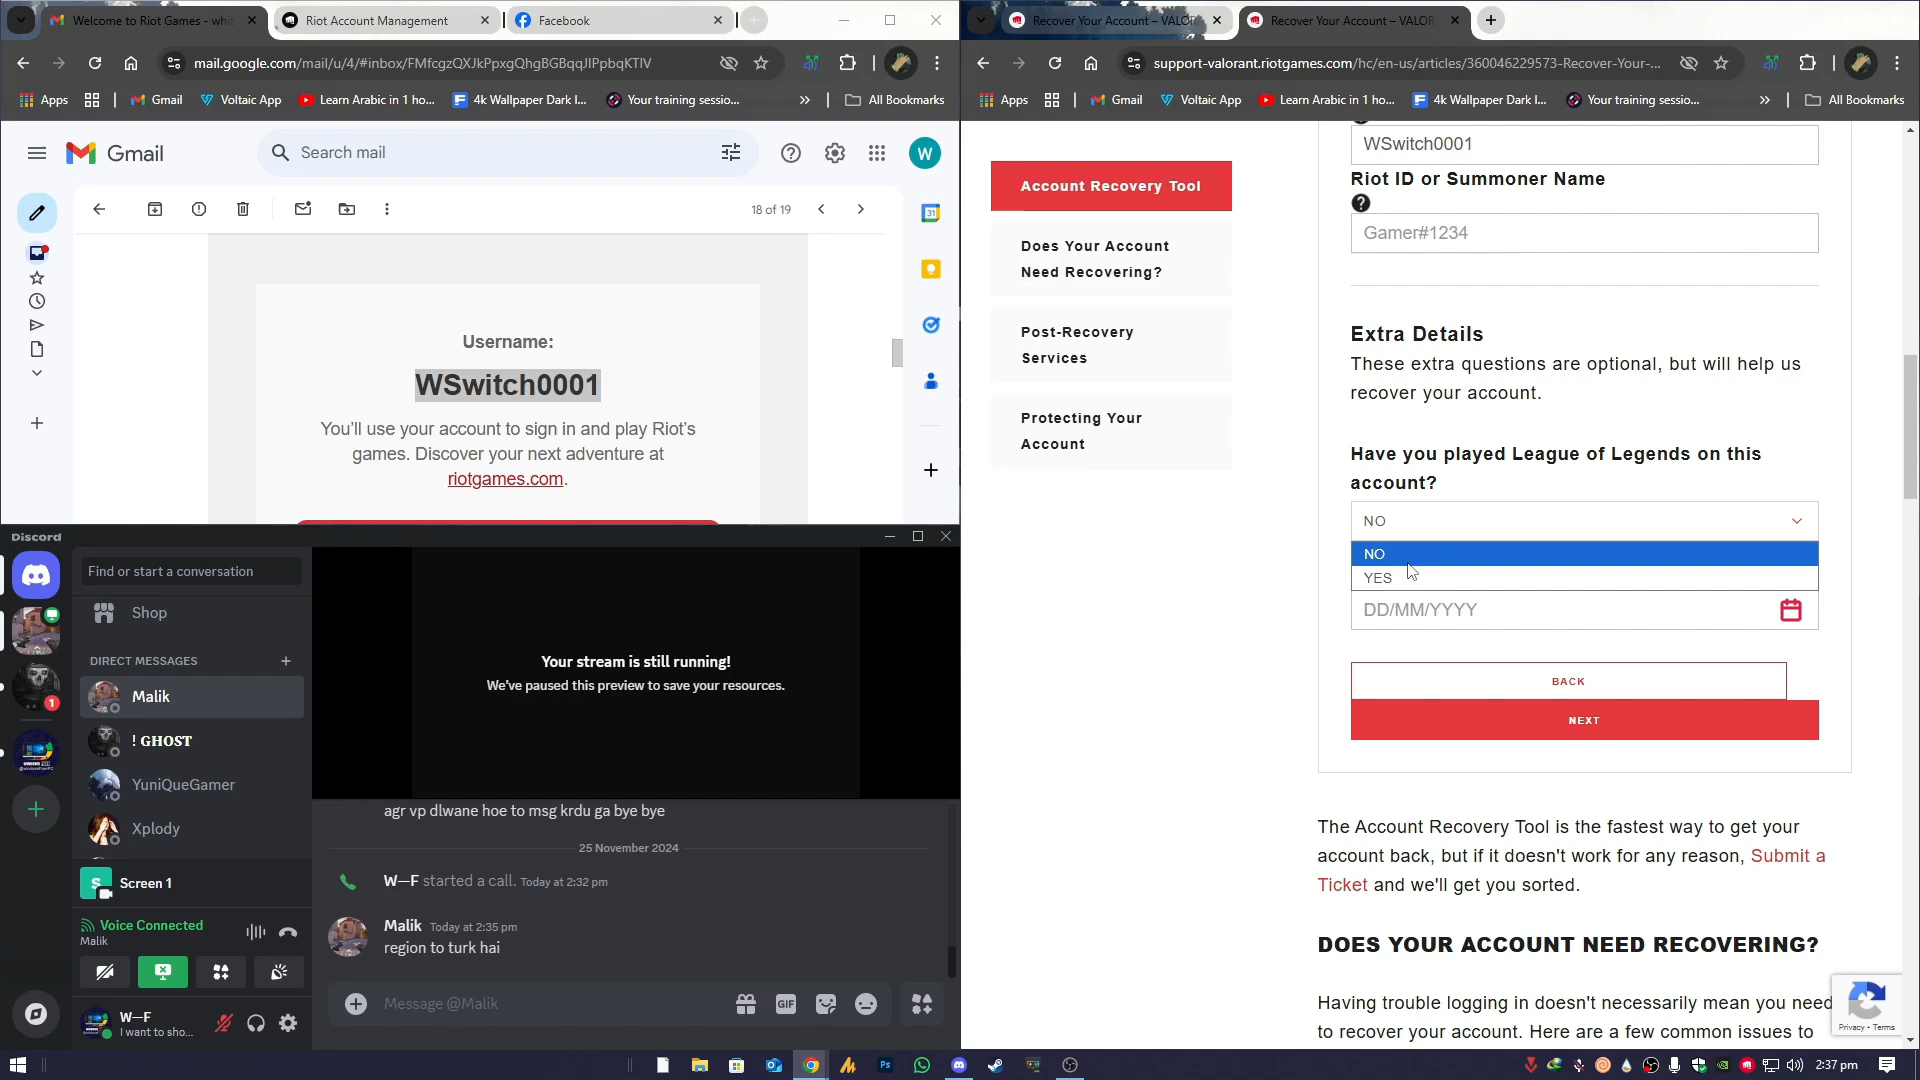 Welcome to Riot Games - whit
Riot Account Management
Facebook
mail.google.com/mail/u/4/#inbox/FMfcgzQXJkPpxgQhgBGBqqJIPpbqKTIV
Apps
Gmail
Voltaic App
Learn Arabic in 1 ho...
4k Wallpaper Dark I...
Your training sessio...
»
All Bookmarks
Gmail
Search mail
W
18 of 19
Username:
WSwitch0001
You'll use your account to sign in and play Riot's
games. Discover your next adventure at
riotgames.com.
Discord
Find or start a conversation
Shop
DIRECT MESSAGES
Malik
! GHOST
YuniQueGamer
Xplody
1
S
Screen 1
Voice Connected
Malik
W—F
I want to sho...
Your stream is still running!
We've paused this preview to save your resources.
agr vp dlwane hoe to msg krdu ga bye bye
25 November 2024
W—F started a call. Today at 2:32 pm
Malik Today at 2:35 pm
region to turk hai
Message @Malik
GIF
Recover Your Account – VALO
Recover Your Account – VALOR
support-valorant.riotgames.com/hc/en-us/articles/360046229573-Recover-Your-...
Apps
Gmail
Voltaic App
Learn Arabic in 1 ho...
4k Wallpaper Dark I...
Your training sessio...
»
All Bookmarks
Account Recovery Tool
Does Your Account
Need Recovering?
Post-Recovery
Services
Protecting Your
Account
WSwitch0001
Riot ID or Summoner Name
?
Gamer#1234
Extra Details
These extra questions are optional, but will help us
recover your account.
Have you played League of Legends on this
account?
NO
NO
YES
DD/MM/YYYY
BACK
NEXT
The Account Recovery Tool is the fastest way to get your
account back, but if it doesn't work for any reason, Submit a
Ticket and we'll get you sorted.
DOES YOUR ACCOUNT NEED RECOVERING?
Having trouble logging in doesn't necessarily mean you need
to recover your account. Here are a few common issues to
Privacy - Terms
Ps
2:37 pm